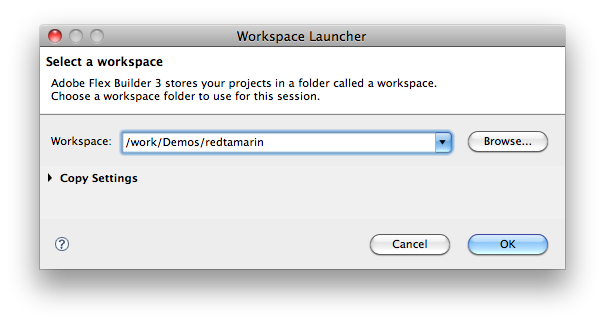 Workspace Launcher
Select a workspace
Adobe Flex Builder 3 stores your projects in a folder called a workspace.
Choose a workspace folder to use for this session.
Workspace: /work/Demos/redtamarin Browse...
Copy Settings
? Cancel OK